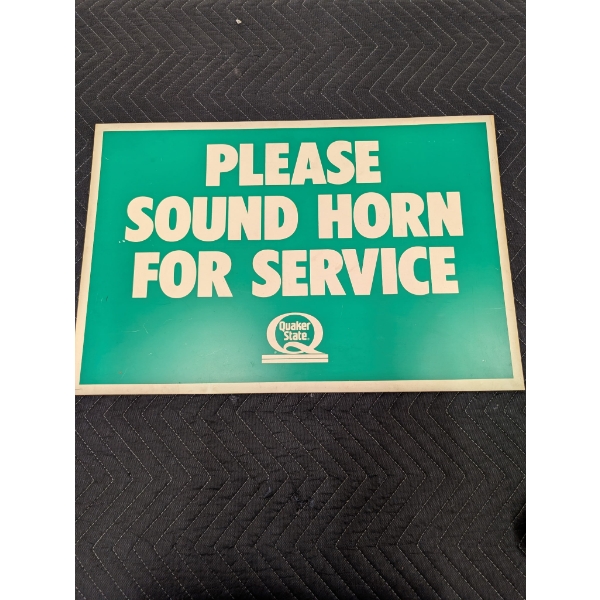 PLEASE
SOUND HORN
FOR SERVICE
Quaker
State